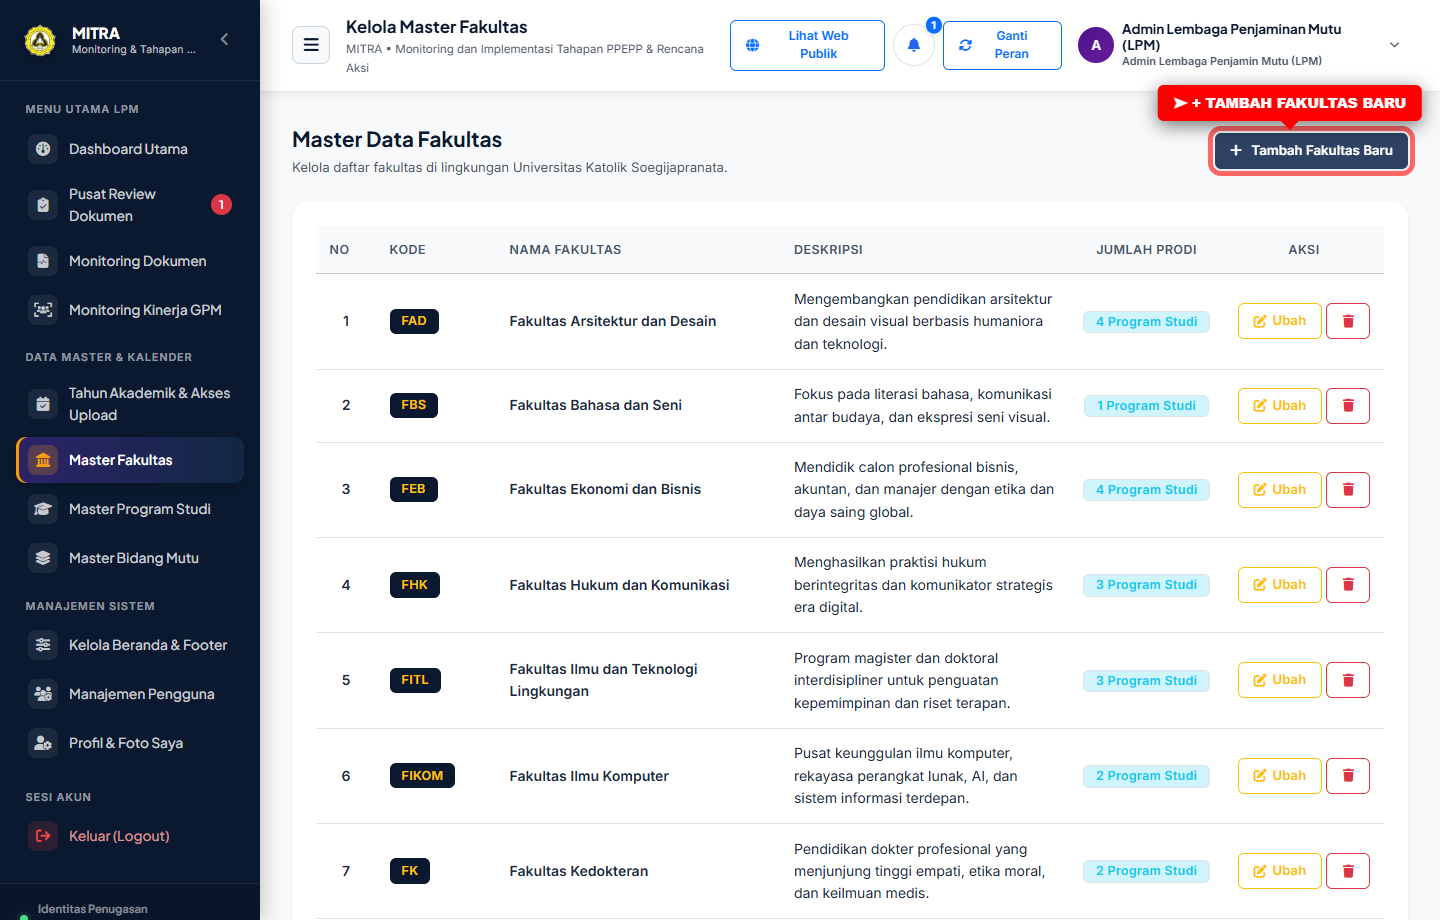 MITRA
Monitoring & Tahapan ...
MENU UTAMA LPM
Dashboard Utama
Pusat Review
Dokumen
1
Monitoring Dokumen
Monitoring Kinerja GPM
DATA MASTER & KALENDER
Tahun Akademik & Akses
Upload
Master Fakultas
Master Program Studi
Master Bidang Mutu
MANAJEMEN SISTEM
Kelola Beranda & Footer
Manajemen Pengguna
Profil & Foto Saya
SESI AKUN
Keluar (Logout)
Identitas Penugasan
Kelola Master Fakultas
MITRA • Monitoring dan Implementasi Tahapan PPEPP & Rencana
Aksi
Lihat Web
Publik
1
Ganti
Peran
A
Admin Lembaga Penjaminan Mutu
(LPM)
Admin Lembaga Penjamin Mutu (LPM)
➤ + TAMBAH FAKULTAS BARU
Master Data Fakultas
Kelola daftar fakultas di lingkungan Universitas Katolik Soegijapranata.
+ Tambah Fakultas Baru
NO KODE NAMA FAKULTAS DESKRIPSI JUMLAH PRODI AKSI
1 FAD Fakultas Arsitektur dan Desain
Mengembangkan pendidikan arsitektur
dan desain visual berbasis humaniora
dan teknologi.
4 Program Studi Ubah
2 FBS Fakultas Bahasa dan Seni
Fokus pada literasi bahasa, komunikasi
antar budaya, dan ekspresi seni visual.
1 Program Studi Ubah
3 FEB Fakultas Ekonomi dan Bisnis
Mendidik calon profesional bisnis,
akuntan, dan manajer dengan etika dan
daya saing global.
4 Program Studi Ubah
4 FHK Fakultas Hukum dan Komunikasi
Menghasilkan praktisi hukum
berintegritas dan komunikator strategis
era digital.
3 Program Studi Ubah
5 FITL Fakultas Ilmu dan Teknologi
Lingkungan
Program magister dan doktoral
interdisipliner untuk penguatan
kepemimpinan dan riset terapan.
3 Program Studi Ubah
6 FIKOM Fakultas Ilmu Komputer
Pusat keunggulan ilmu komputer,
rekayasa perangkat lunak, AI, dan
sistem informasi terdepan.
2 Program Studi Ubah
7 FK Fakultas Kedokteran
Pendidikan dokter profesional yang
menjunjung tinggi empati, etika moral,
dan keilmuan medis.
2 Program Studi Ubah